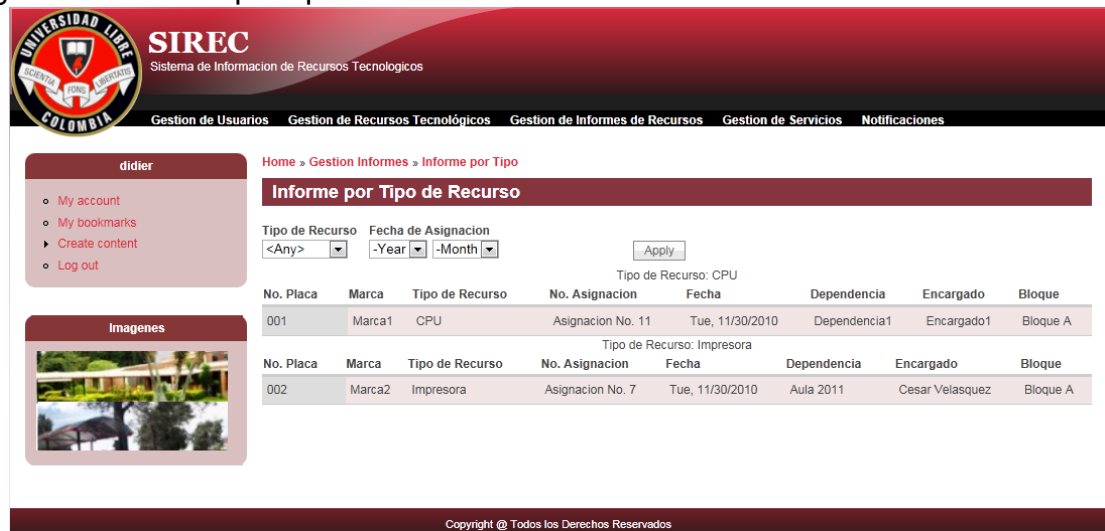 UNIVERSIDAD LIBRE
SCIENTIA FONS LIBERTATIS
COLOMBIA
SIREC
Sistema de Informacion de Recursos Tecnologicos
Gestion de Usuarios Gestion de Recursos Tecnológicos Gestion de Informes de Recursos Gestion de Servicios Notificaciones
didier
My account
My bookmarks
Create content
Log out
Imagenes
Home » Gestion Informes » Informe por Tipo
Informe por Tipo de Recurso
Tipo de Recurso Fecha de Asignacion
<Any> -Year -Month Apply
Tipo de Recurso: CPU
No. Placa Marca Tipo de Recurso No. Asignacion Fecha Dependencia Encargado Bloque
001 Marca1 CPU Asignacion No. 11 Tue, 11/30/2010 Dependencia1 Encargado1 Bloque A
Tipo de Recurso: Impresora
No. Placa Marca Tipo de Recurso No. Asignacion Fecha Dependencia Encargado Bloque
002 Marca2 Impresora Asignacion No. 7 Tue, 11/30/2010 Aula 2011 Cesar Velasquez Bloque A
Copyright @ Todos los Derechos Reservados